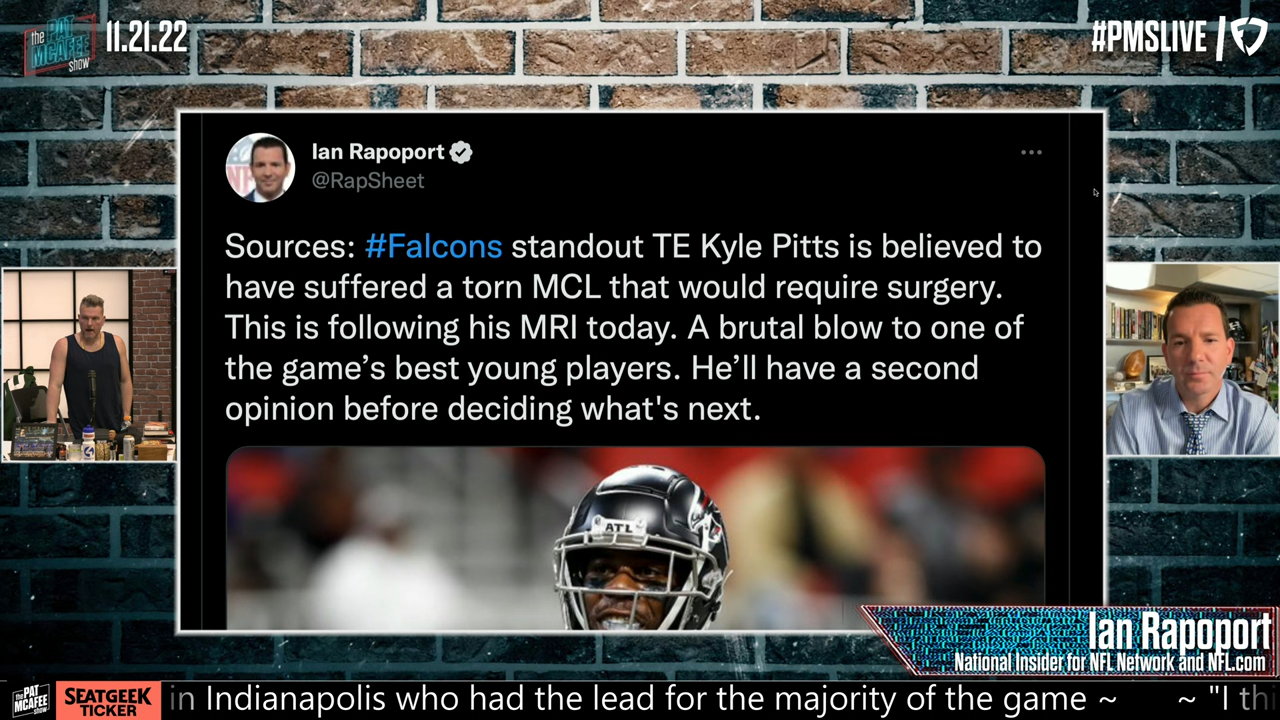 the PAT MCAFEE show
11.21.22
#PMSLIVE
Ian Rapoport
@RapSheet
Sources: #Falcons standout TE Kyle Pitts is believed to
have suffered a torn MCL that would require surgery.
This is following his MRI today. A brutal blow to one of
the game’s best young players. He’ll have a second
opinion before deciding what's next.
ATL
Ian Rapoport
National Insider for NFL Network and NFL.com
the PAT MCAFEE show
SEATGEEK
TICKER
in Indianapolis who had the lead for the majority of the game ~ ~ "I thi